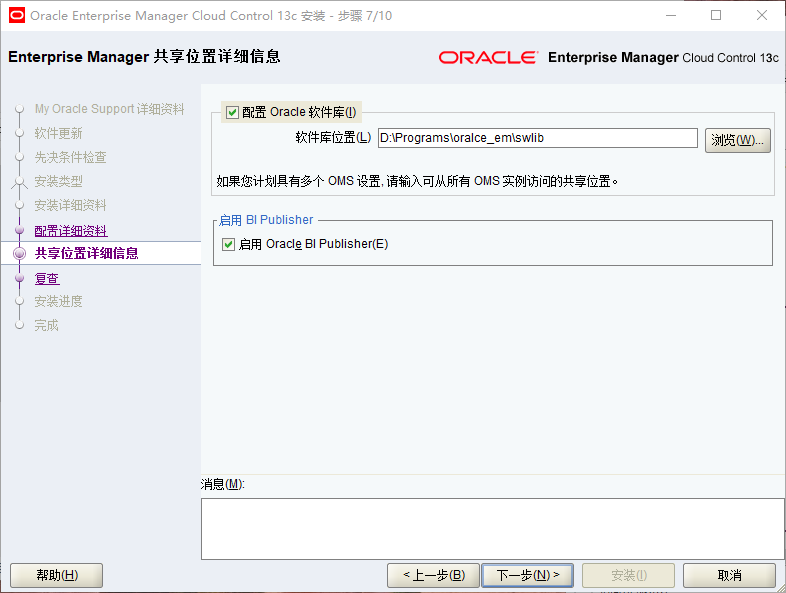 Oracle Enterprise Manager Cloud Control 13c 安装 - 步骤 7/10
Enterprise Manager 共享位置详细信息
ORACLE Enterprise Manager Cloud Control 13c
My Oracle Support 详细资料
软件更新
先决条件检查
安装类型
安装详细资料
配置详细资料
共享位置详细信息
复查
安装进度
完成
配置 Oracle 软件库(I)
软件库位置(L) D:\Programs\oralce_em\swlib 浏览(W)...
如果您计划具有多个 OMS 设置, 请输入可从所有 OMS 实例访问的共享位置。
启用 BI Publisher
启用 Oracle BI Publisher(E)
消息(M):
帮助(H) < 上一步(B) 下一步(N) > 安装(I) 取消